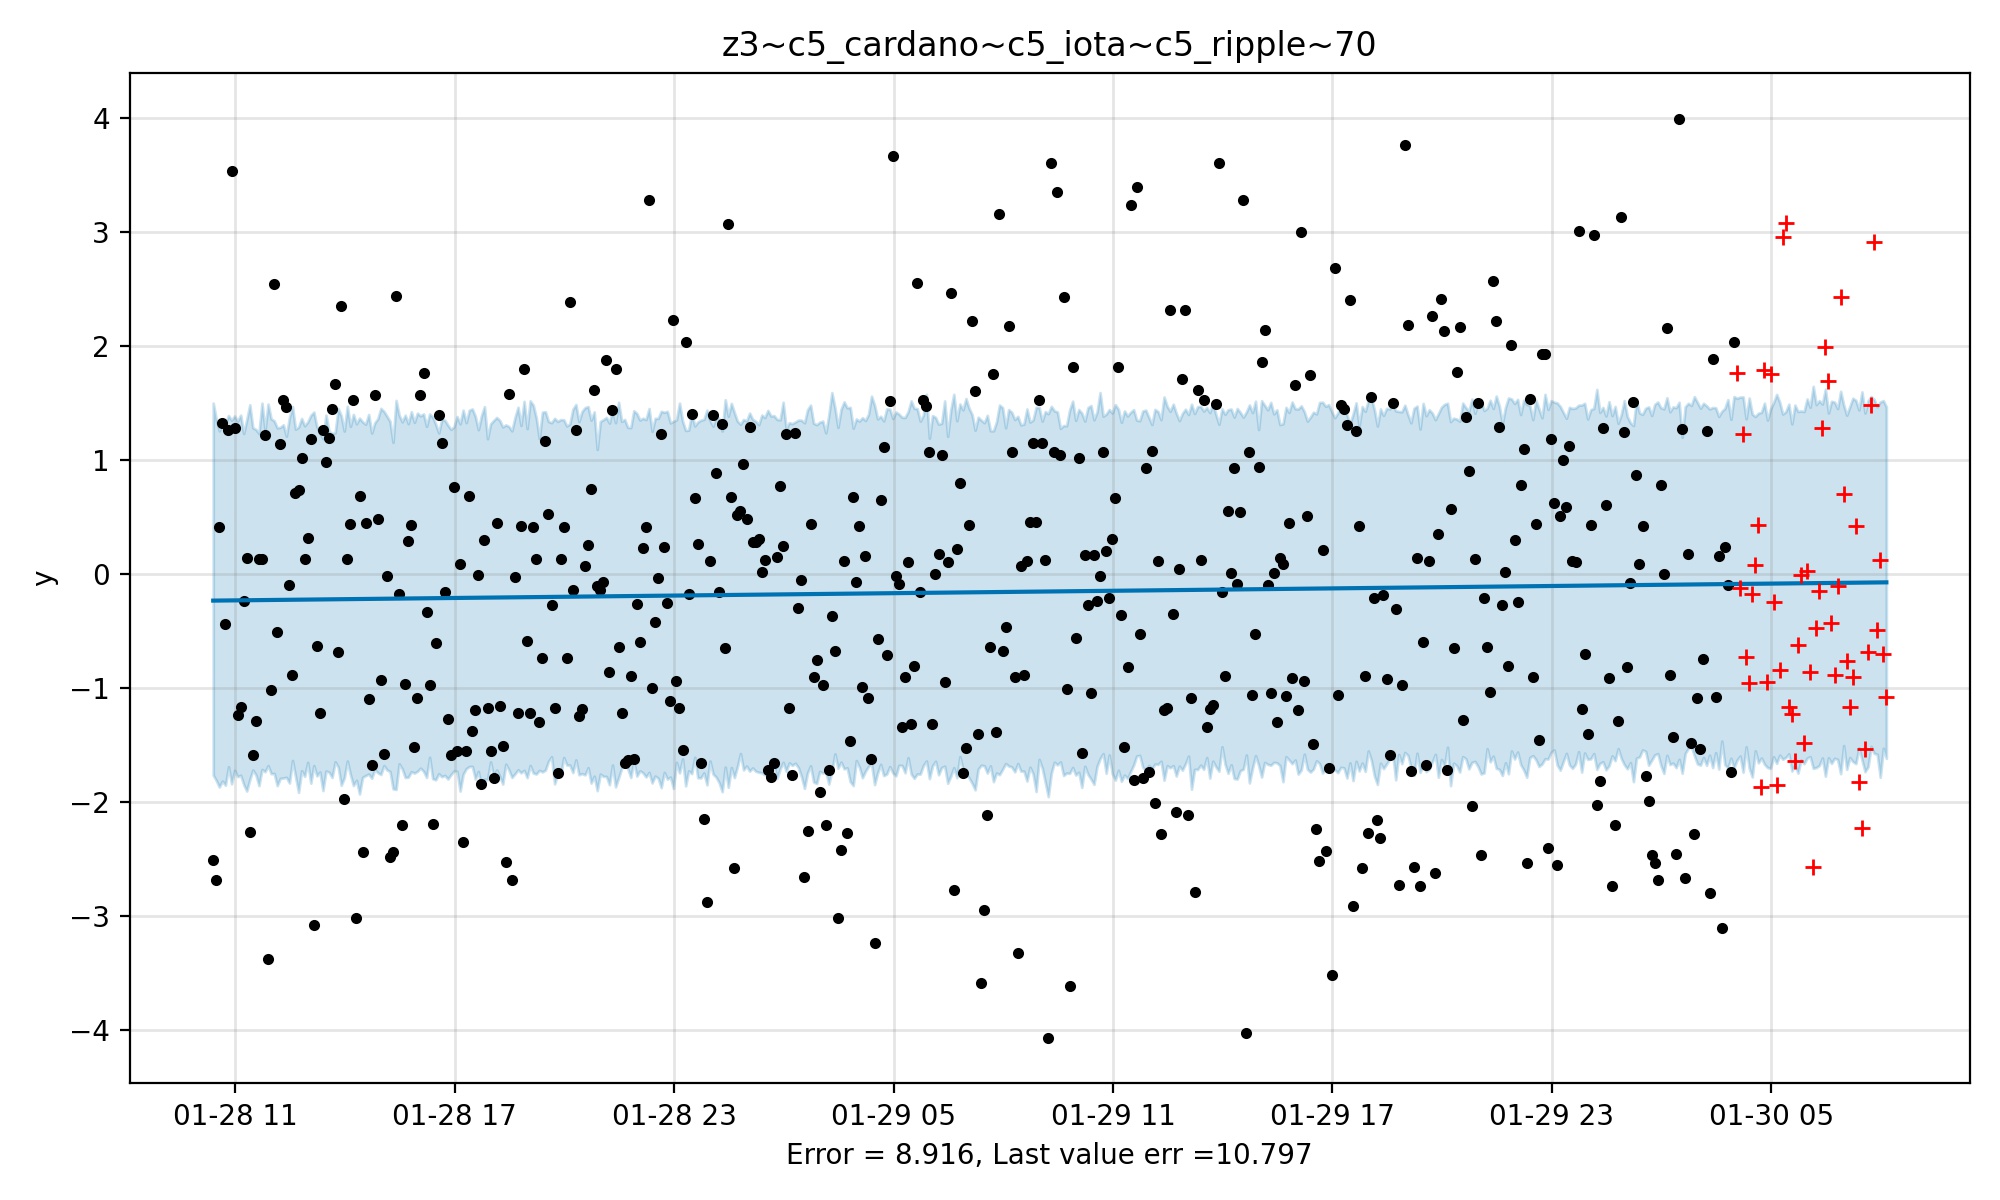 z3~c5_cardano~c5_iota~c5_ripple~70
4
3
2
1
0
−1
−2
−3
−4
y
01-28 11 01-28 17 01-28 23 01-29 05 01-29 11 01-29 17 01-29 23 01-30 05
Error = 8.916, Last value err =10.797